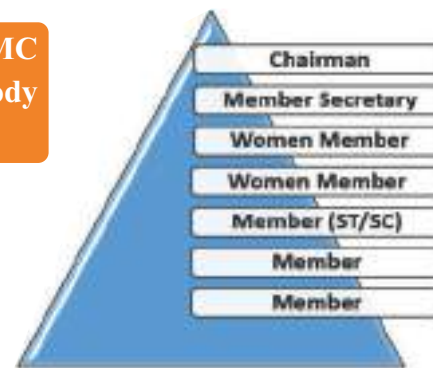 MC
ody
Chairman
Member Secretary
Women Member
Women Member
Member (ST/SC)
Member
Member